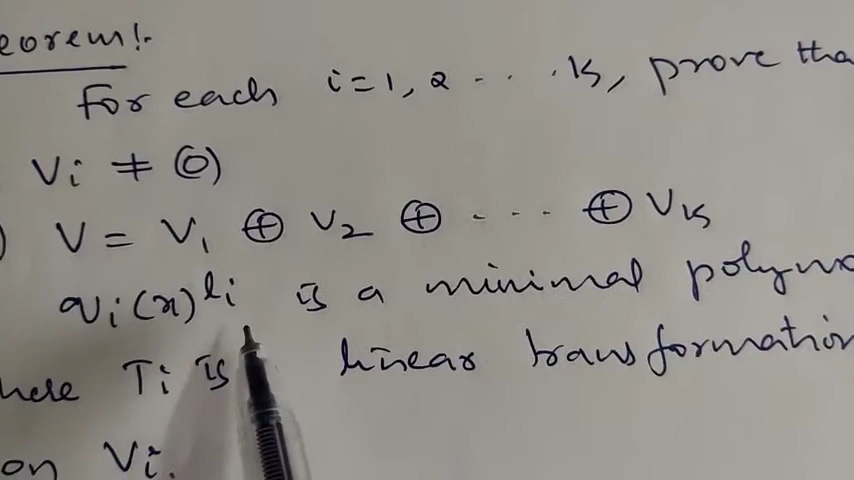 eorem:-
For each i=1, 2 - - . k, prove tha
Vi ≠ (0)
) V = V₁ ⊕ V₂ ⊕ - - - . ⊕ Vk
qi(x)^li is a minimal polyno
here Ti is linear transformation
on Vi.